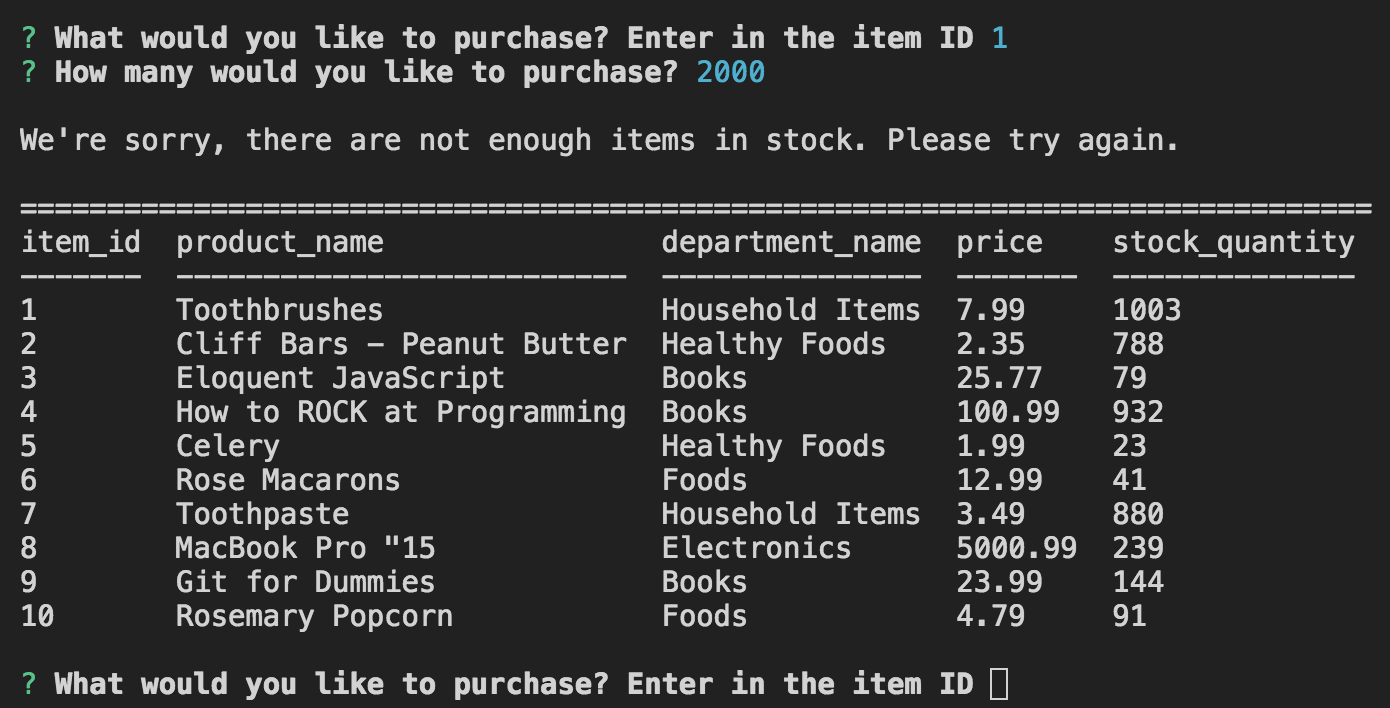 ? What would you like to purchase? Enter in the item ID 1
? How many would you like to purchase? 2000
We're sorry, there are not enough items in stock. Please try again.
==============================================================================
item_id  product_name                department_name  price    stock_quantity
-------  --------------------------  ---------------  -------  --------------
1        Toothbrushes                Household Items  7.99     1003
2        Cliff Bars - Peanut Butter  Healthy Foods    2.35     788
3        Eloquent JavaScript         Books            25.77    79
4        How to ROCK at Programming  Books            100.99   932
5        Celery                      Healthy Foods    1.99     23
6        Rose Macarons               Foods            12.99    41
7        Toothpaste                  Household Items  3.49     880
8        MacBook Pro "15             Electronics      5000.99  239
9        Git for Dummies             Books            23.99    144
10       Rosemary Popcorn            Foods            4.79     91
? What would you like to purchase? Enter in the item ID